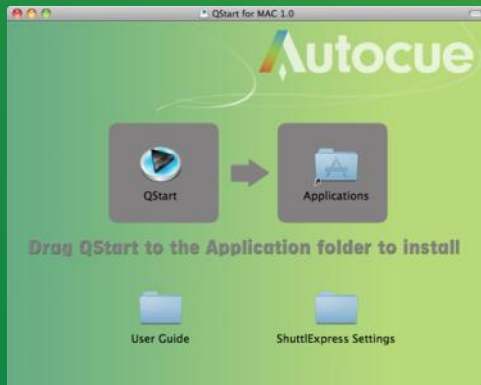 QStart for MAC 1.0
Autocue
QStart
Applications
Drag QStart to the Application folder to install
User Guide
ShuttlExpress Settings